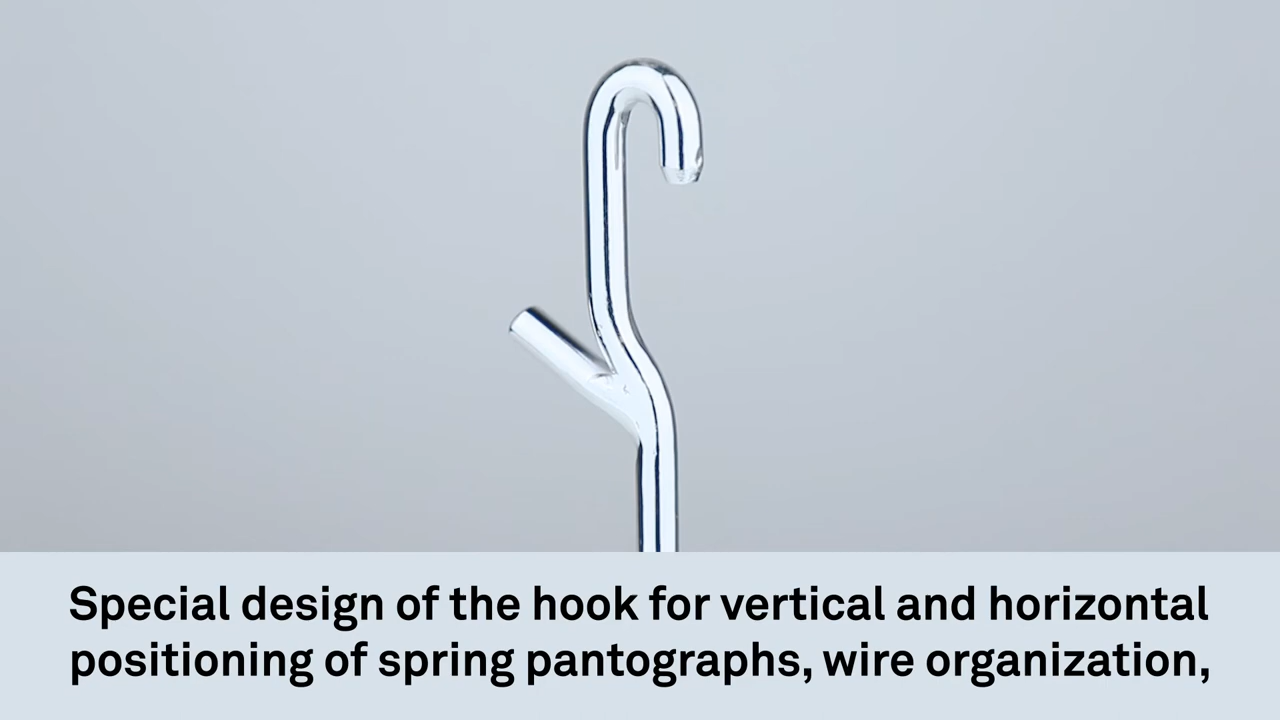 Special design of the hook for vertical and horizontal
positioning of spring pantographs, wire organization,